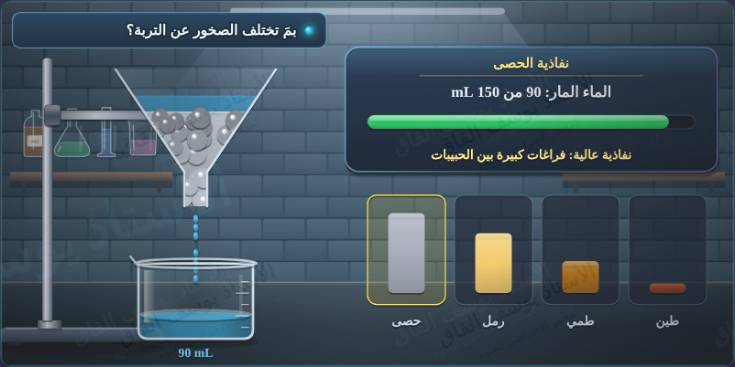 بمَ تختلف الصخور عن التربة؟
نفاذية الحصى
الماء المار: 90 من 150 mL
نفاذية عالية: فراغات كبيرة بين الحبيبات
حصى
رمل
طمي
طين
90 mL